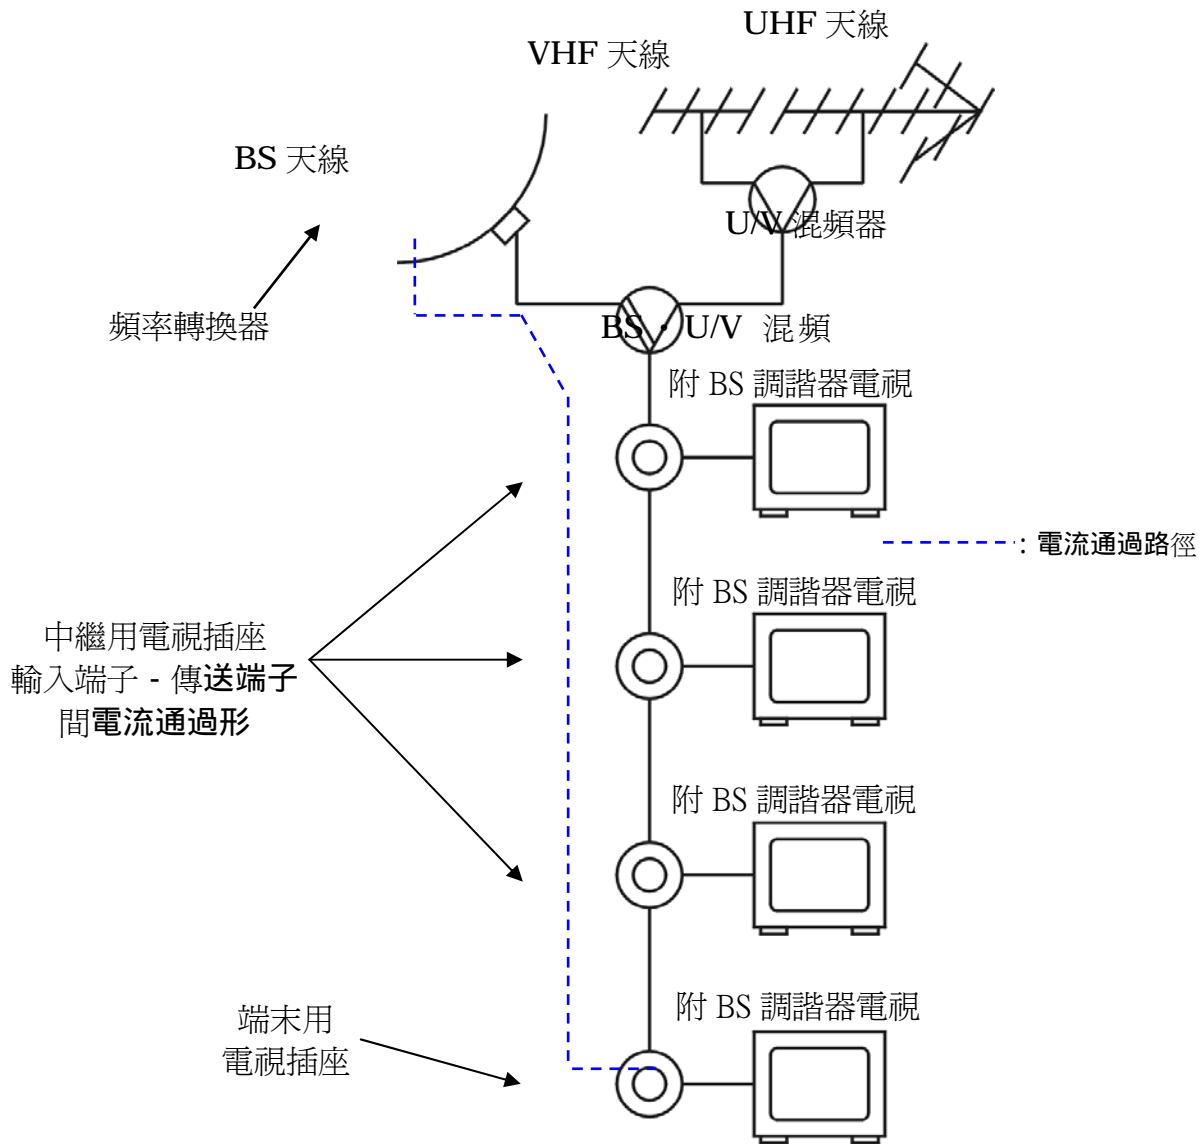 UHF 天線
VHF 天線
BS 天線
U/V 混頻器
頻率轉換器
BS・U/V 混頻
附 BS 調諧器電視
: 電流通過路徑
附 BS 調諧器電視
中繼用電視插座
輸入端子 - 傳送端子
間電流通過形
附 BS 調諧器電視
附 BS 調諧器電視
端末用
電視插座